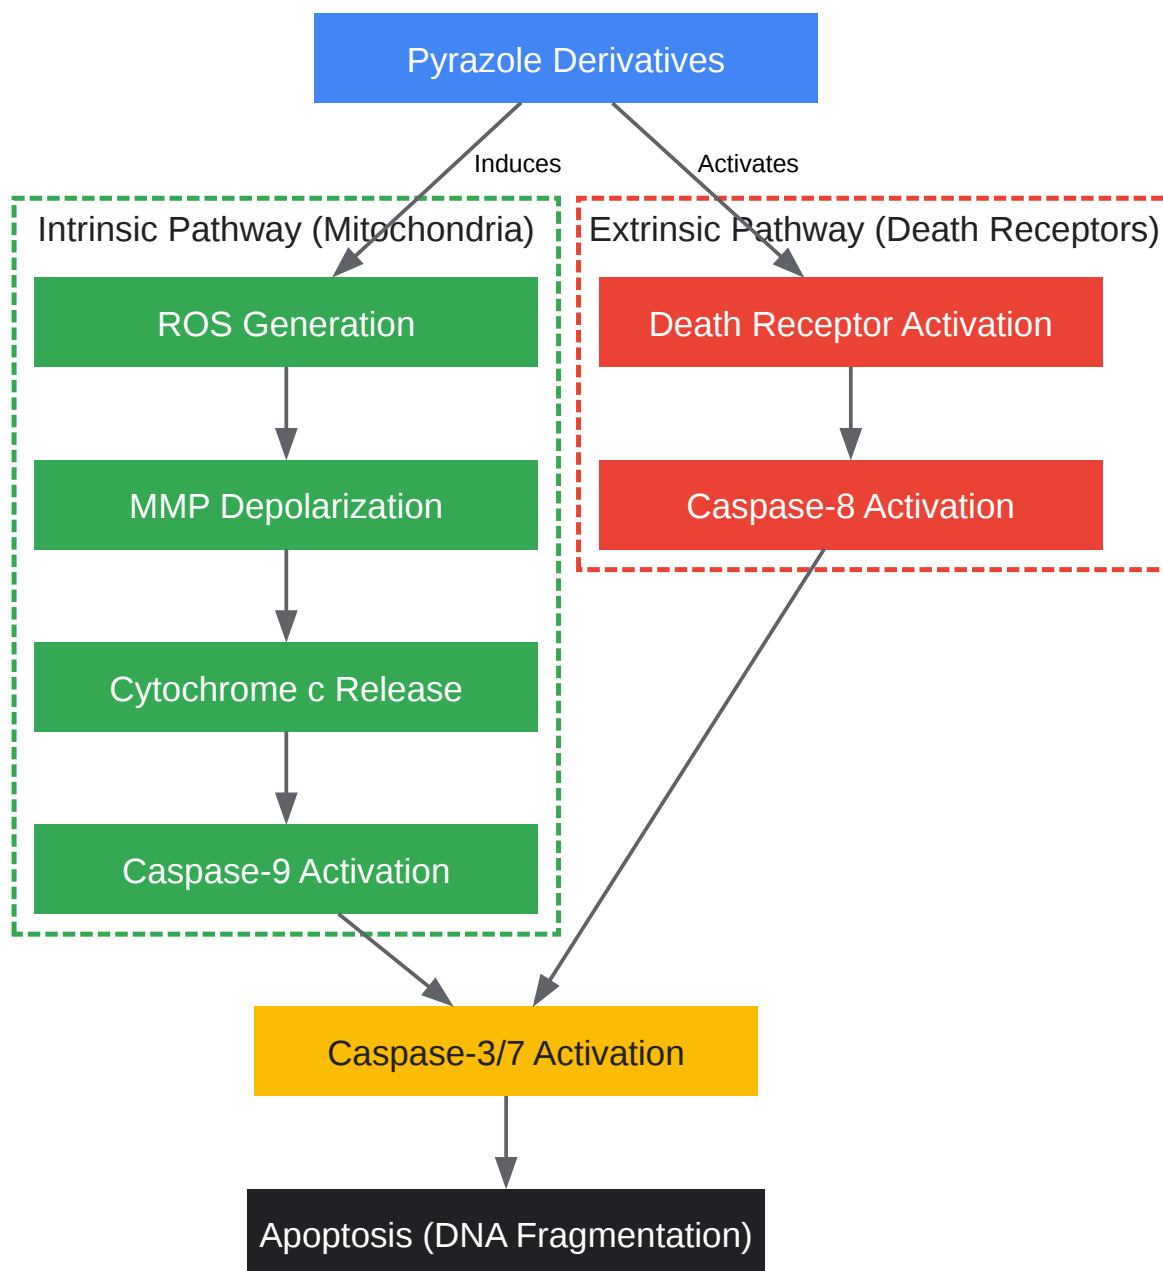 Pyrazole Derivatives
Induces
Activates
Intrinsic Pathway (Mitochondria)
Extrinsic Pathway (Death Receptors)
ROS Generation
Death Receptor Activation
MMP Depolarization
Caspase-8 Activation
Cytochrome c Release
Caspase-9 Activation
Caspase-3/7 Activation
Apoptosis (DNA Fragmentation)